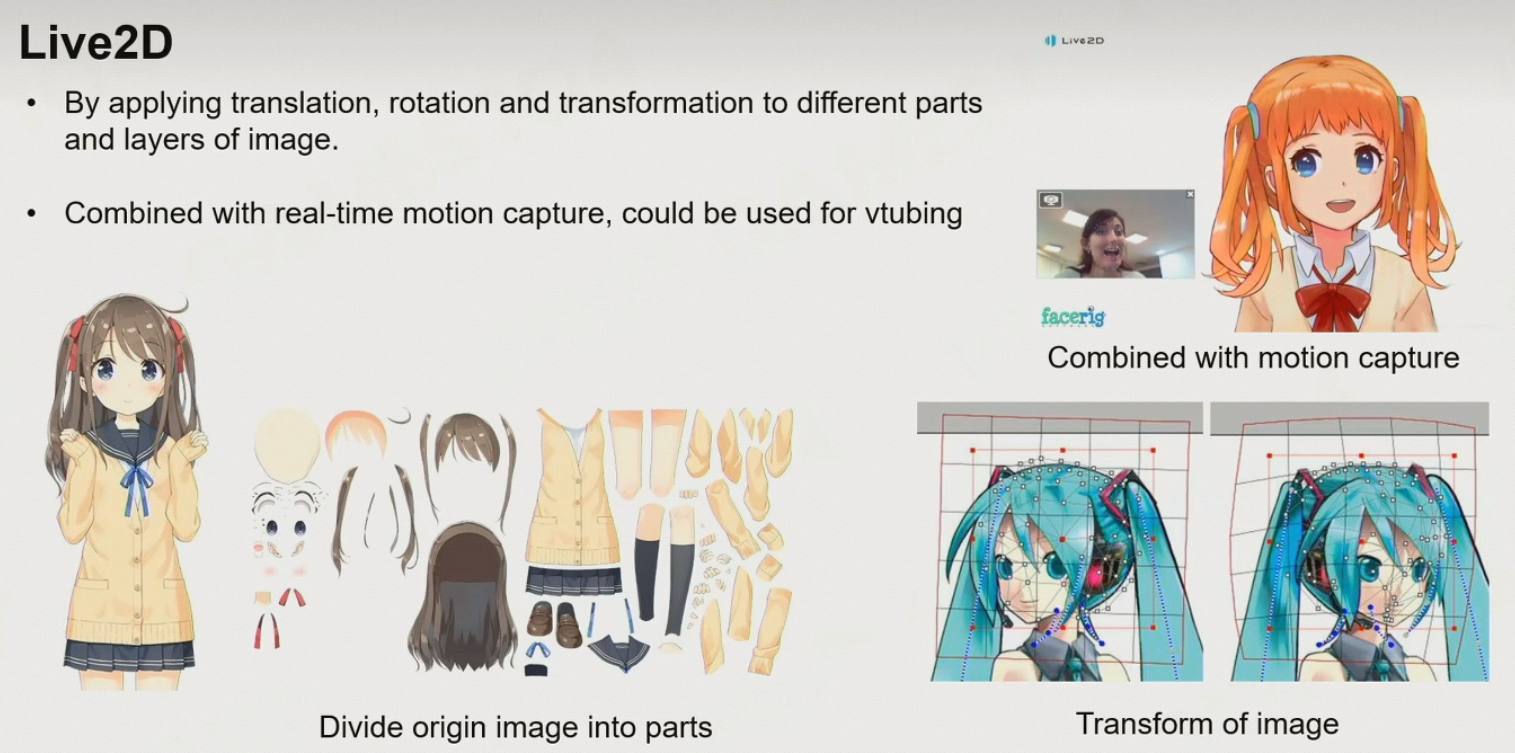 Live2D
• By applying translation, rotation and transformation to different parts
and layers of image.
• Combined with real-time motion capture, could be used for vtubing
Live2D
facerig
Combined with motion capture
Divide origin image into parts
Transform of image